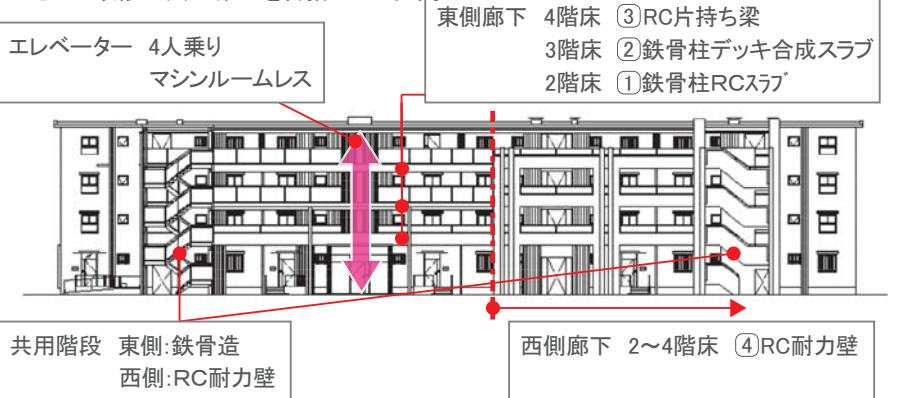 東側廊下 4階床 ③RC片持ち梁
3階床 ②鉄骨柱デッキ合成スラブ
2階床 ①鉄骨柱RCスラブ
エレベーター 4人乗り
マシンルームレス
共用階段 東側:鉄骨造
西側:RC耐力壁
西側廊下 2~4階床 ④RC耐力壁